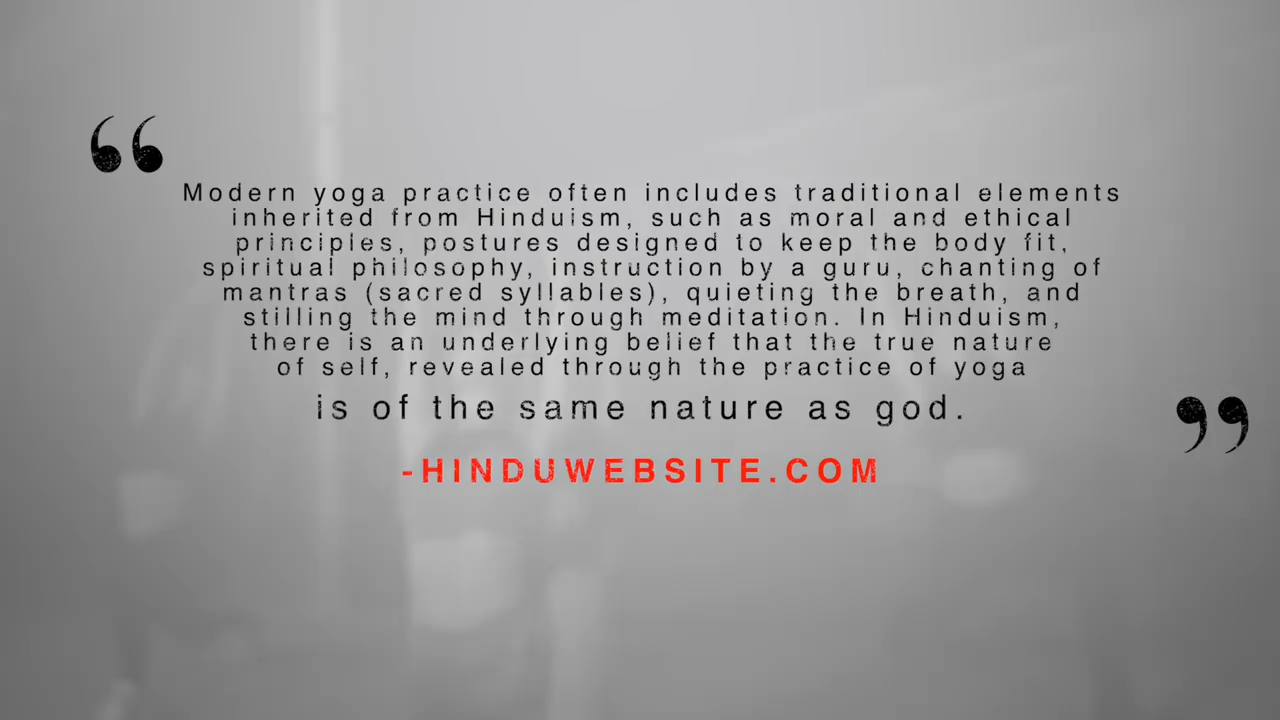 “
Modern yoga practice often includes traditional elements
inherited from Hinduism, such as moral and ethical
principles, postures designed to keep the body fit,
spiritual philosophy, instruction by a guru, chanting of
mantras (sacred syllables), quieting the breath, and
stilling the mind through meditation. In Hinduism,
there is an underlying belief that the true nature
of self, revealed through the practice of yoga
is of the same nature as god.
”
-HINDUWEBSITE.COM